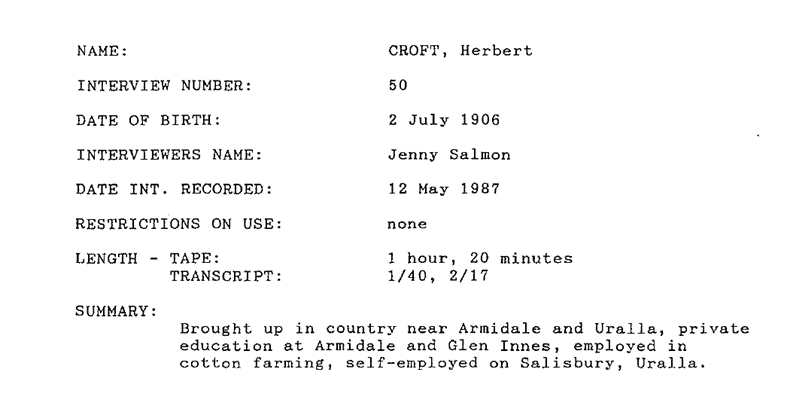 NAME: CROFT, Herbert
INTERVIEW NUMBER: 50
DATE OF BIRTH: 2 July 1906
INTERVIEWERS NAME: Jenny Salmon
DATE INT. RECORDED: 12 May 1987
RESTRICTIONS ON USE: none
LENGTH - TAPE: 1 hour, 20 minutes
TRANSCRIPT: 1/40, 2/17
SUMMARY:
Brought up in country near Armidale and Uralla, private
education at Armidale and Glen Innes, employed in
cotton farming, self-employed on Salisbury, Uralla.